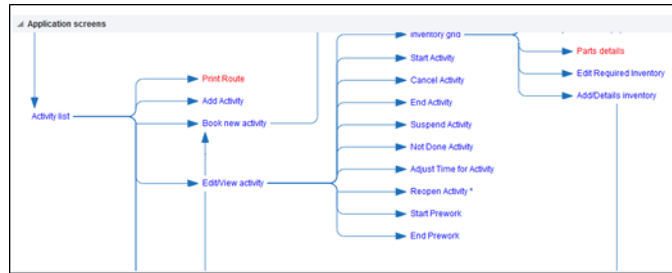 Application screens
Inventory grid
Parts details
Start Activity
Print Route
Cancel Activity
Edit Required Inventory
Add Activity
End Activity
Add/Details inventory
Activity list
Book new activity
Suspend Activity
Not Done Activity
Adjust Time for Activity
Edit/View activity
Reopen Activity *
Start Prework
End Prework